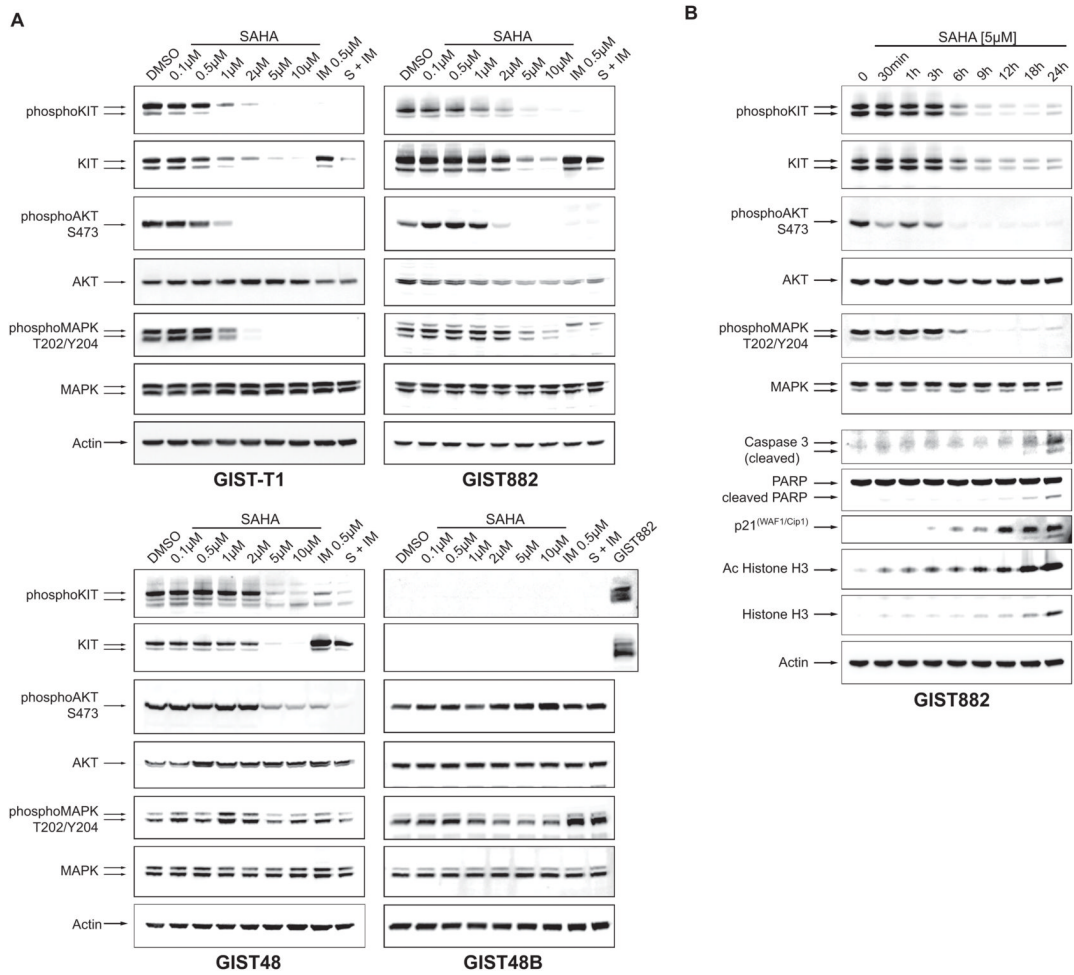 A
SAHA
DMSO 0.1µM 0.5µM 1µM 2µM 5µM 10µM IM 0.5µM S + IM
SAHA
DMSO 0.1µM 0.5µM 1µM 2µM 5µM 10µM IM 0.5µM S + IM
phosphoKIT
KIT
phosphoAKT
S473
AKT
phosphoMAPK
T202/Y204
MAPK
Actin
GIST-T1
GIST882
SAHA
DMSO 0.1µM 0.5µM 1µM 2µM 5µM 10µM IM 0.5µM S + IM
SAHA
DMSO 0.1µM 0.5µM 1µM 2µM 5µM 10µM IM 0.5µM S + IM GIST882
phosphoKIT
KIT
phosphoAKT
S473
AKT
phosphoMAPK
T202/Y204
MAPK
Actin
GIST48
GIST48B
B
SAHA [5µM]
0 30min 1h 3h 6h 9h 12h 18h 24h
phosphoKIT
KIT
phosphoAKT
S473
AKT
phosphoMAPK
T202/Y204
MAPK
Caspase 3
(cleaved)
PARP
cleaved PARP
p21(WAF1/Cip1)
Ac Histone H3
Histone H3
Actin
GIST882